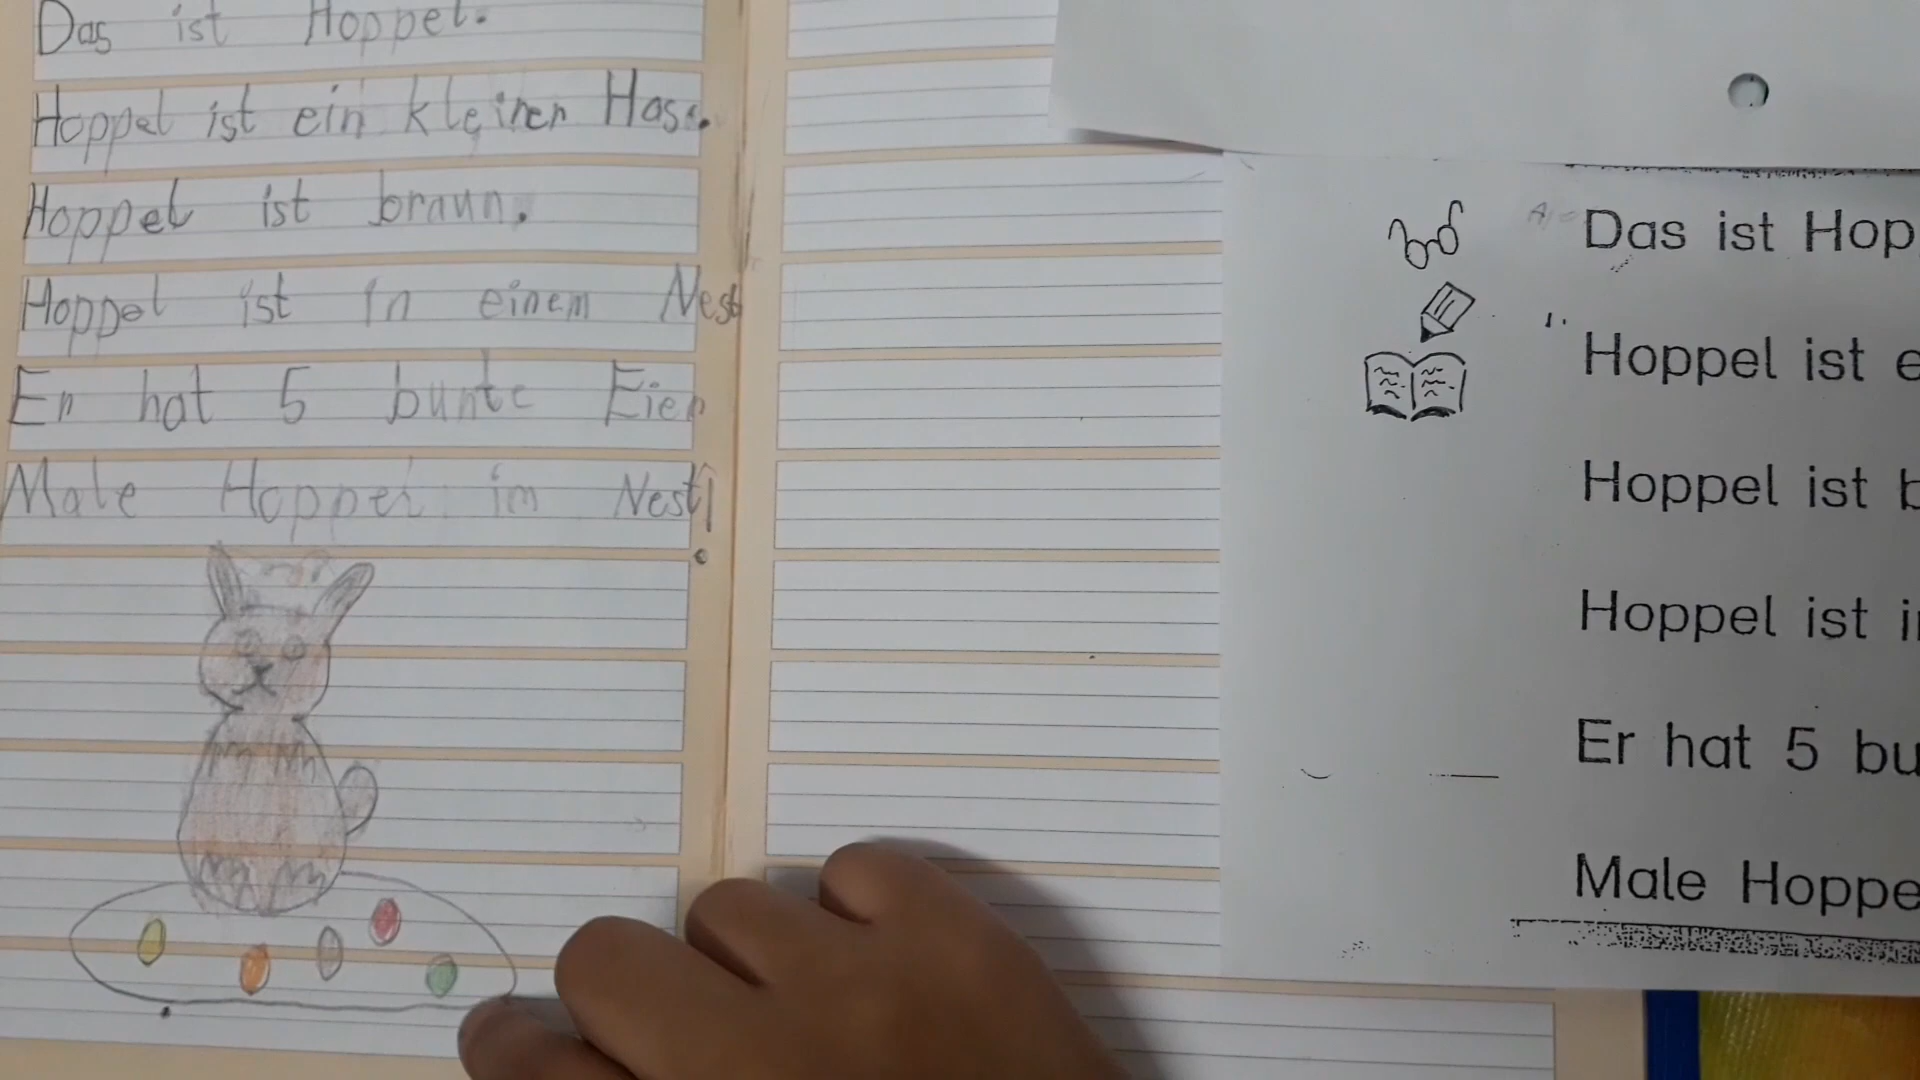 Das ist Hoppel.
Hoppel ist ein kleiner Hase.
Hoppel ist braun.
Hoppel ist in einem Nest
Er hat 5 bunte Eier
Male Hoppel im Nest!
Das ist Hop
1.
Hoppel ist e
Hoppel ist b
Hoppel ist in
Er hat 5 bu
Male Hoppe